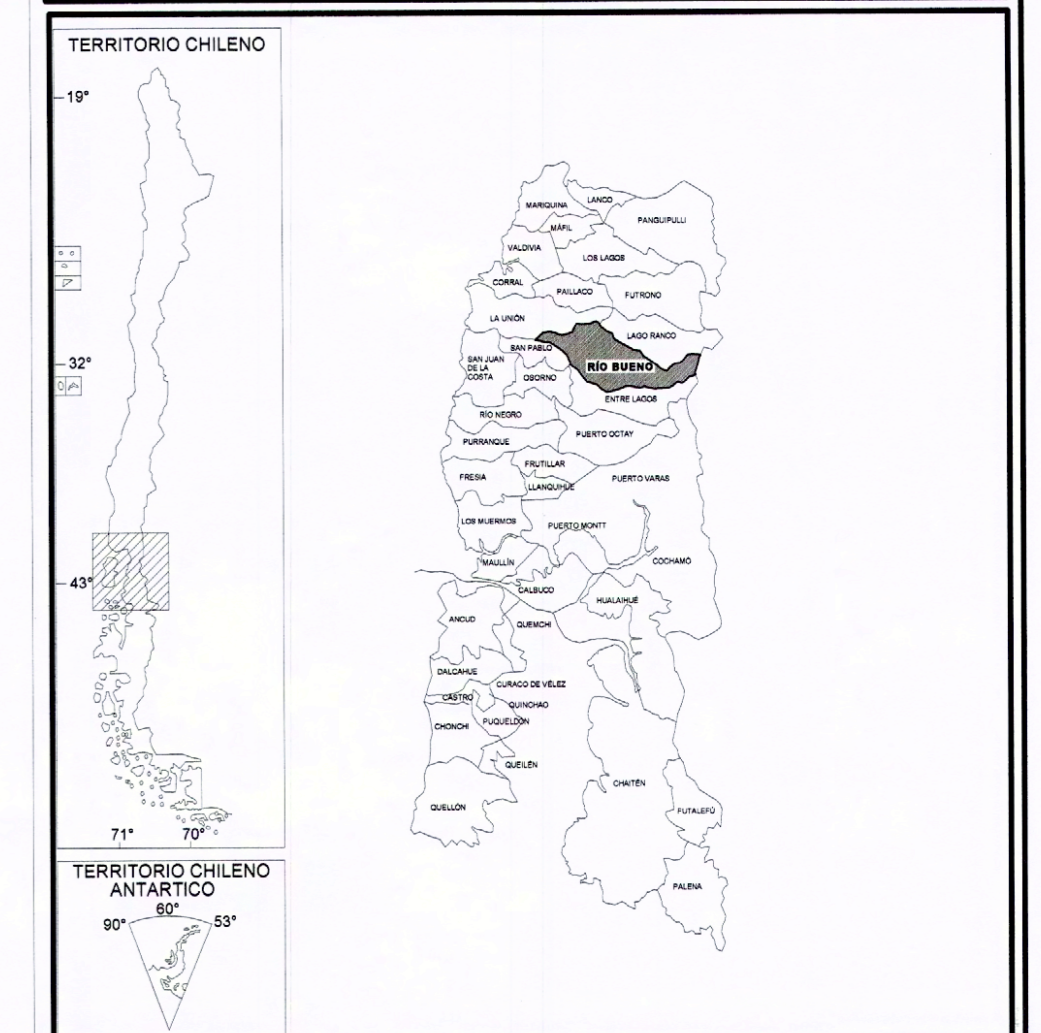 TERRITORIO CHILENO
19°
32°
43°
71° 70°
TERRITORIO CHILENO
ANTARTICO
60°
90° 53°
MARIQUINA
LANCO
PANGUIPULLI
MÁFIL
VALDIVIA
LOS LAGOS
CORRAL
PAILLACO
FUTRONO
LA UNIÓN
LAGO RANCO
SAN PABLO
SAN JUAN
DE LA
COSTA
RÍO BUENO
OSORNO
ENTRE LAGOS
RÍO NEGRO
PUERTO OCTAY
PURRANQUE
FRUTILLAR
FRESIA
LLANQUIHUE
PUERTO VARAS
LOS MUERMOS
PUERTO MONTT
MAULLÍN
COCHAMÓ
CALBUCO
HUALAIHUÉ
ANCUD
QUEMCHI
DALCAHUE
CURACO DE VÉLEZ
CASTRO
QUINCHAO
CHONCHI
PUQUELDÓN
QUEILÉN
CHAITÉN
QUELLÓN
FUTALEFÚ
PALENA